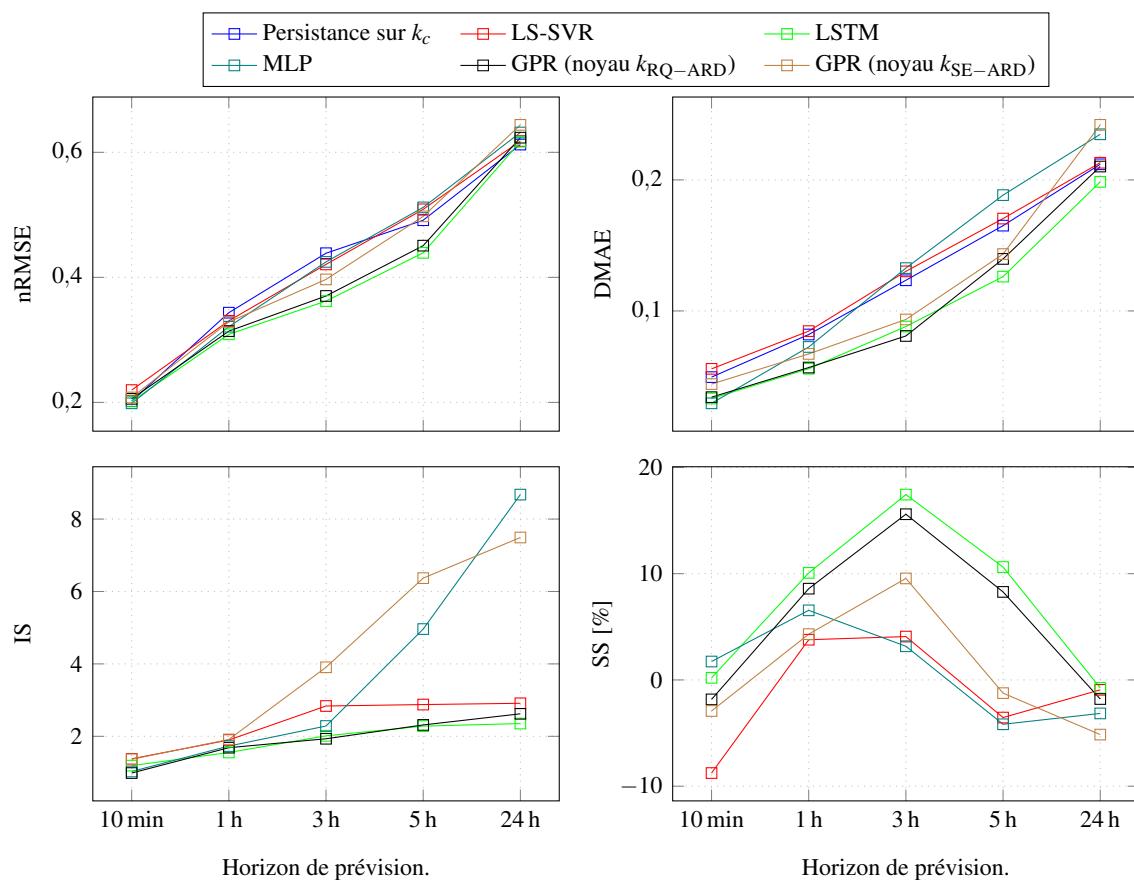 Persistance sur k_c LS-SVR LSTM
MLP GPR (noyau k_RQ−ARD) GPR (noyau k_SE−ARD)
nRMSE
0,6
0,4
0,2
DMAE
0,2
0,1
IS
8
6
4
2
10 min 1 h 3 h 5 h 24 h
Horizon de prévision.
SS [%]
20
10
0
−10
10 min 1 h 3 h 5 h 24 h
Horizon de prévision.